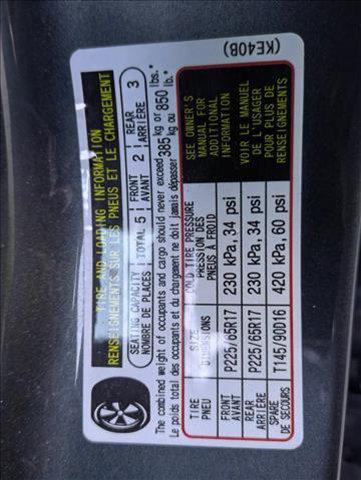 TIRE AND LOADING INFORMATION
RENSEIGNEMENTS SUR LES PNEUS ET LE CHARGEMENT
SEATING CAPACITY
NOMBRE DE PLACES
TOTAL 5
FRONT
AVANT 2
REAR
ARRIÈRE 3
The combined weight of occupants and cargo should never exceed 385 kg or 850 lbs.
Le poids total des occupants et du chargement ne doit jamais dépasser 385 kg ou 850 lb.
TIRE
PNEU
SIZE
DIMENSIONS
COLD TIRE PRESSURE
PRESSION DES
PNEUS À FROID
SEE OWNER'S
MANUAL FOR
ADDITIONAL
INFORMATION
VOIR LE MANUEL
DE L'USAGER
POUR PLUS DE
RENSEIGNEMENTS
FRONT
AVANT
P225/65R17
230 kPa, 34 psi
REAR
ARRIÈRE
P225/65R17
230 kPa, 34 psi
SPARE
DE SECOURS
T145/90D16
420 kPa, 60 psi
(KE40B)